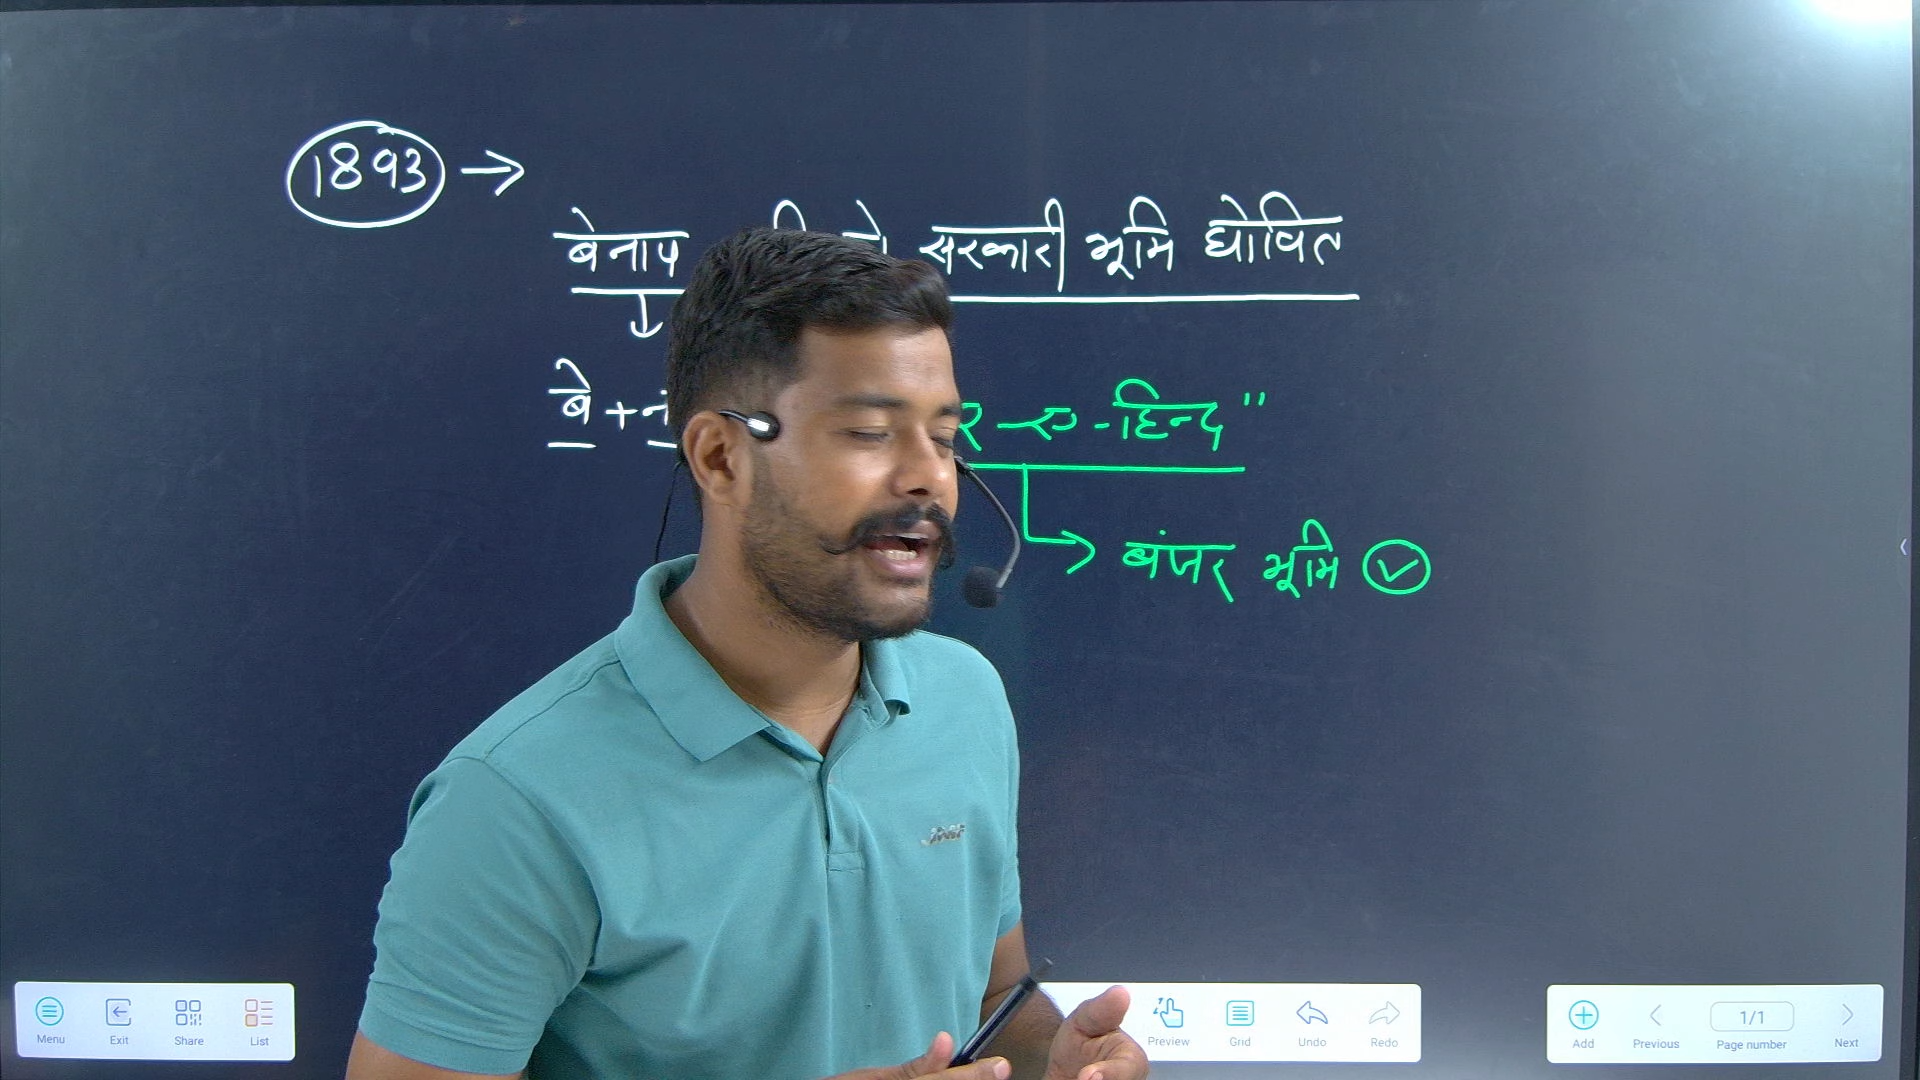 1893 →
बेनाप सरकारी भूमि घोषित
बे +
र-ए-हिन्द"
बंजर भूमि
Menu Exit Share List Preview Grid Undo Redo Add Previous 1/1 Page number Next